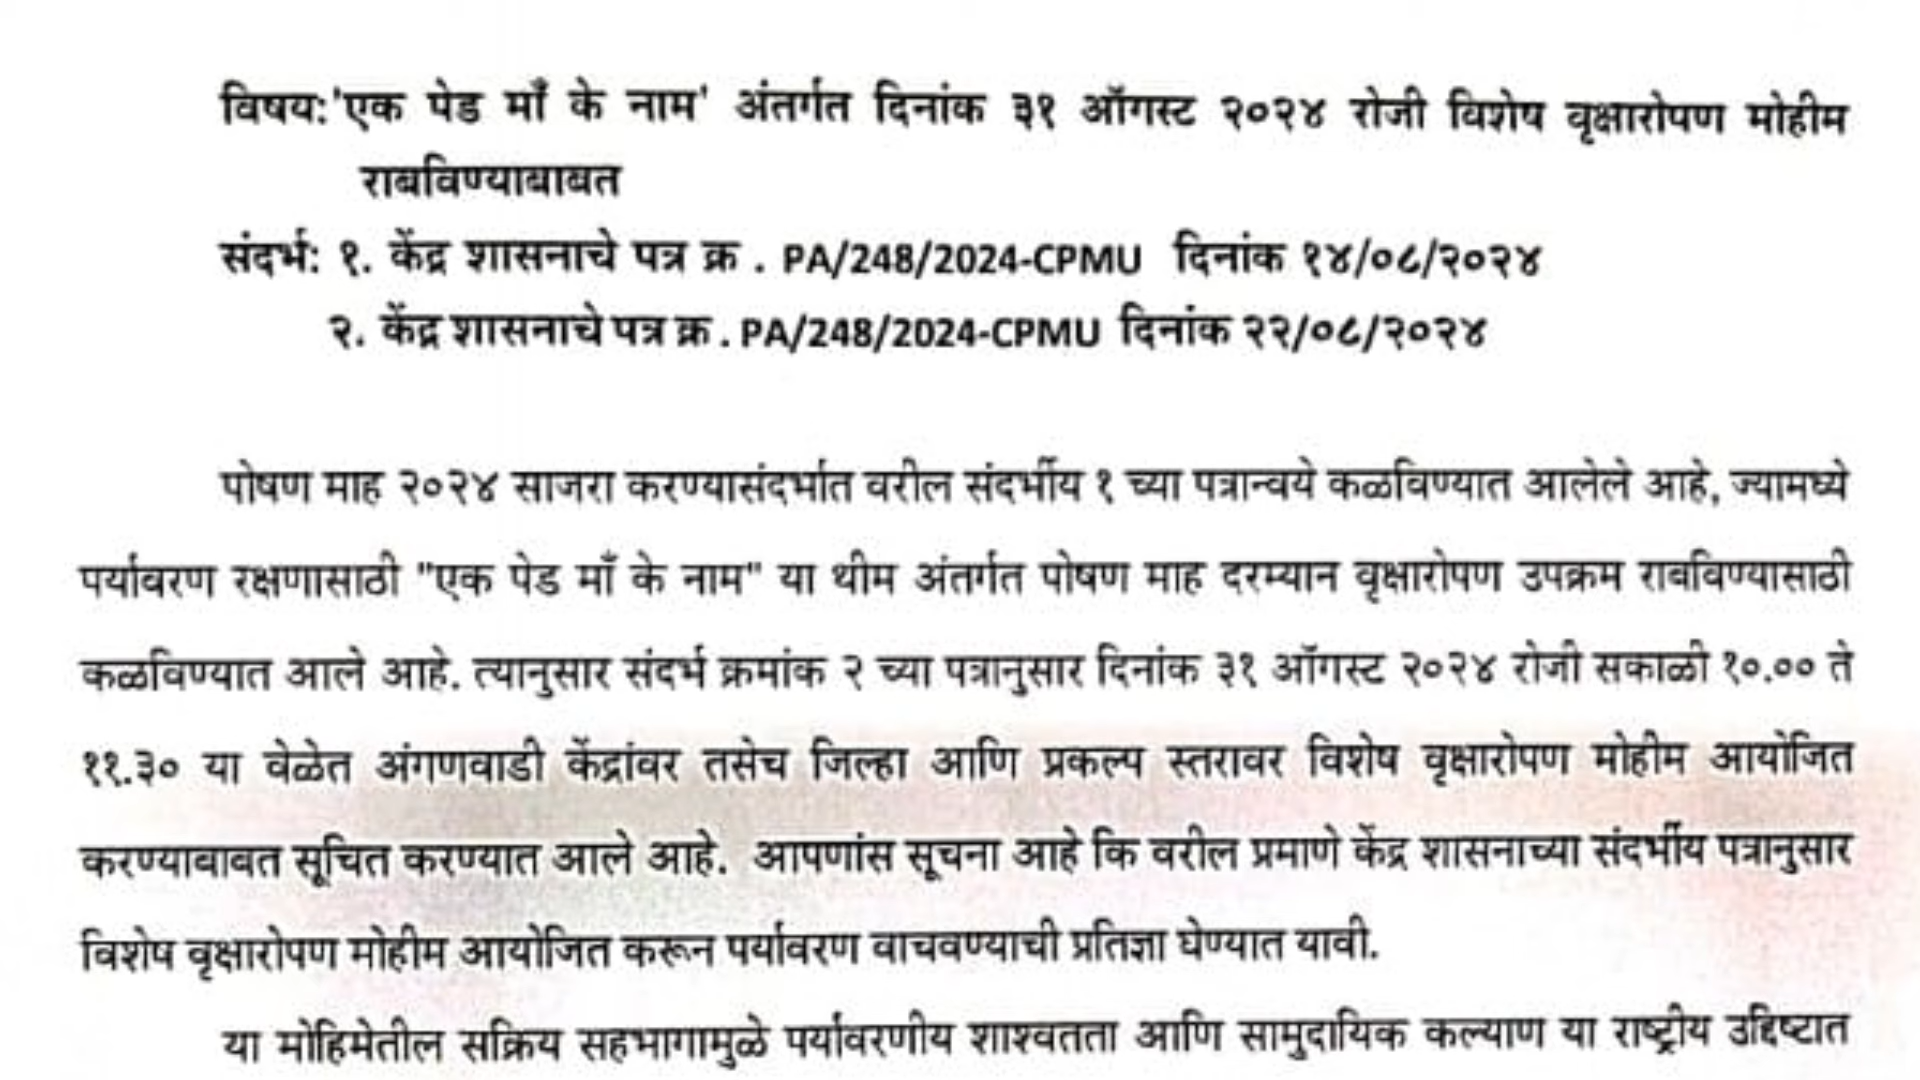 विषय:'एक पेड माँ के नाम' अंतर्गत दिनांक ३१ ऑगस्ट २०२४ रोजी विशेष वृक्षारोपण मोहीम
राबविण्याबाबत
संदर्भ: १. केंद्र शासनाचे पत्र क्र . PA/248/2024-CPMU दिनांक १४/०८/२०२४
२. केंद्र शासनाचे पत्र क्र . PA/248/2024-CPMU दिनांक २२/०८/२०२४
पोषण माह २०२४ साजरा करण्यासंदर्भात वरील संदर्भीय १ च्या पत्रान्वये कळविण्यात आलेले आहे, ज्यामध्ये
पर्यावरण रक्षणासाठी "एक पेड माँ के नाम" या थीम अंतर्गत पोषण माह दरम्यान वृक्षारोपण उपक्रम राबविण्यासाठी
कळविण्यात आले आहे. त्यानुसार संदर्भ क्रमांक २ च्या पत्रानुसार दिनांक ३१ ऑगस्ट २०२४ रोजी सकाळी १०.०० ते
११.३० या वेळेत अंगणवाडी केंद्रांवर तसेच जिल्हा आणि प्रकल्प स्तरावर विशेष वृक्षारोपण मोहीम आयोजित
करण्याबाबत सूचित करण्यात आले आहे. आपणांस सूचना आहे कि वरील प्रमाणे केंद्र शासनाच्या संदर्भीय पत्रानुसार
विशेष वृक्षारोपण मोहीम आयोजित करून पर्यावरण वाचवण्याची प्रतिज्ञा घेण्यात यावी.
या मोहिमेतील सक्रिय सहभागामुळे पर्यावरणीय शाश्वतता आणि सामुदायिक कल्याण या राष्ट्रीय उद्दिष्टात